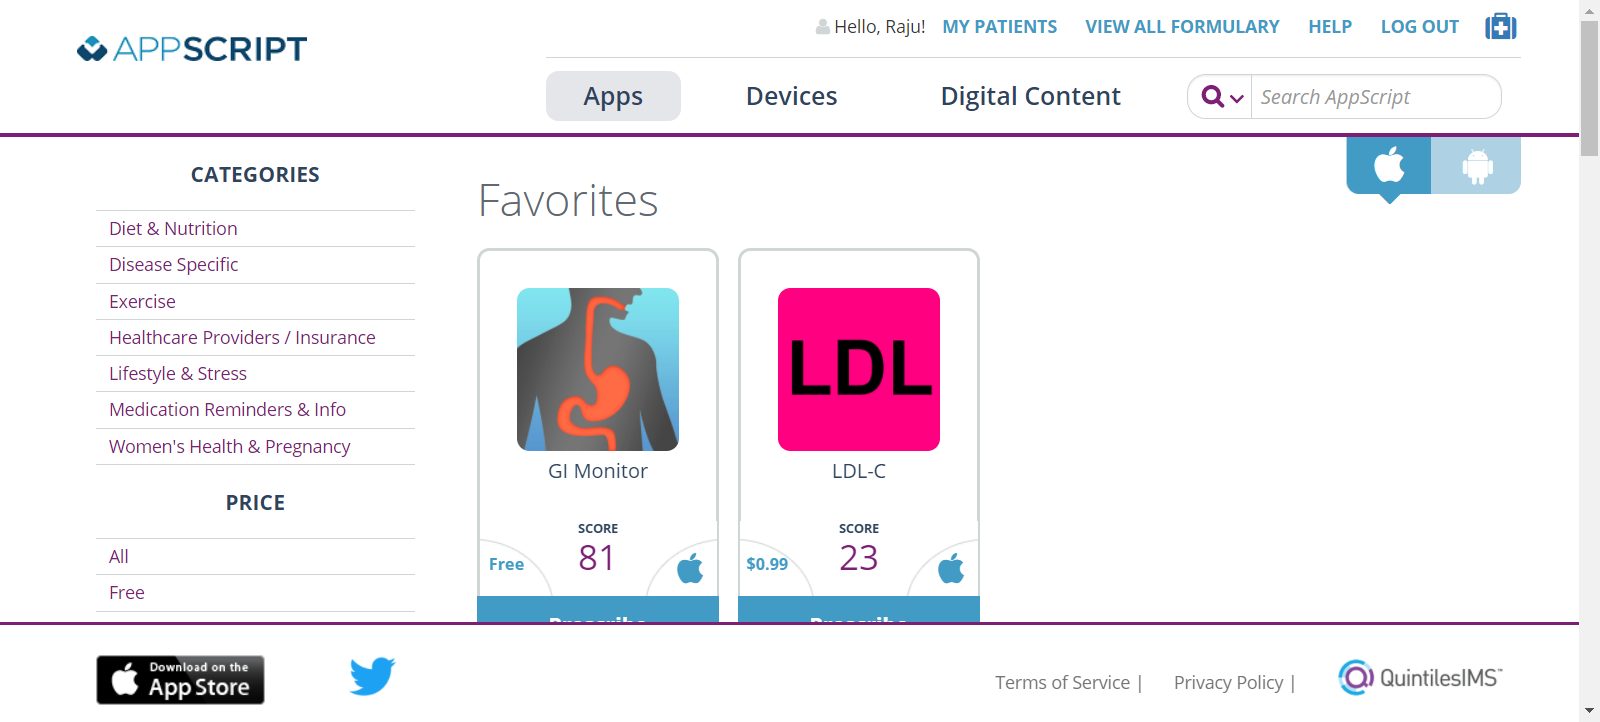 APPSCRIPT
Hello, Raju!
MY PATIENTS
VIEW ALL FORMULARY
HELP
LOG OUT
Apps
Devices
Digital Content
Search AppScript
CATEGORIES
Diet & Nutrition
Disease Specific
Exercise
Healthcare Providers / Insurance
Lifestyle & Stress
Medication Reminders & Info
Women's Health & Pregnancy
PRICE
All
Free
Favorites
GI Monitor
SCORE
81
Free
Prescribe
LDL
LDL-C
SCORE
23
$0.99
Prescribe
Download on the
App Store
Terms of Service |
Privacy Policy |
QuintilesIMS™